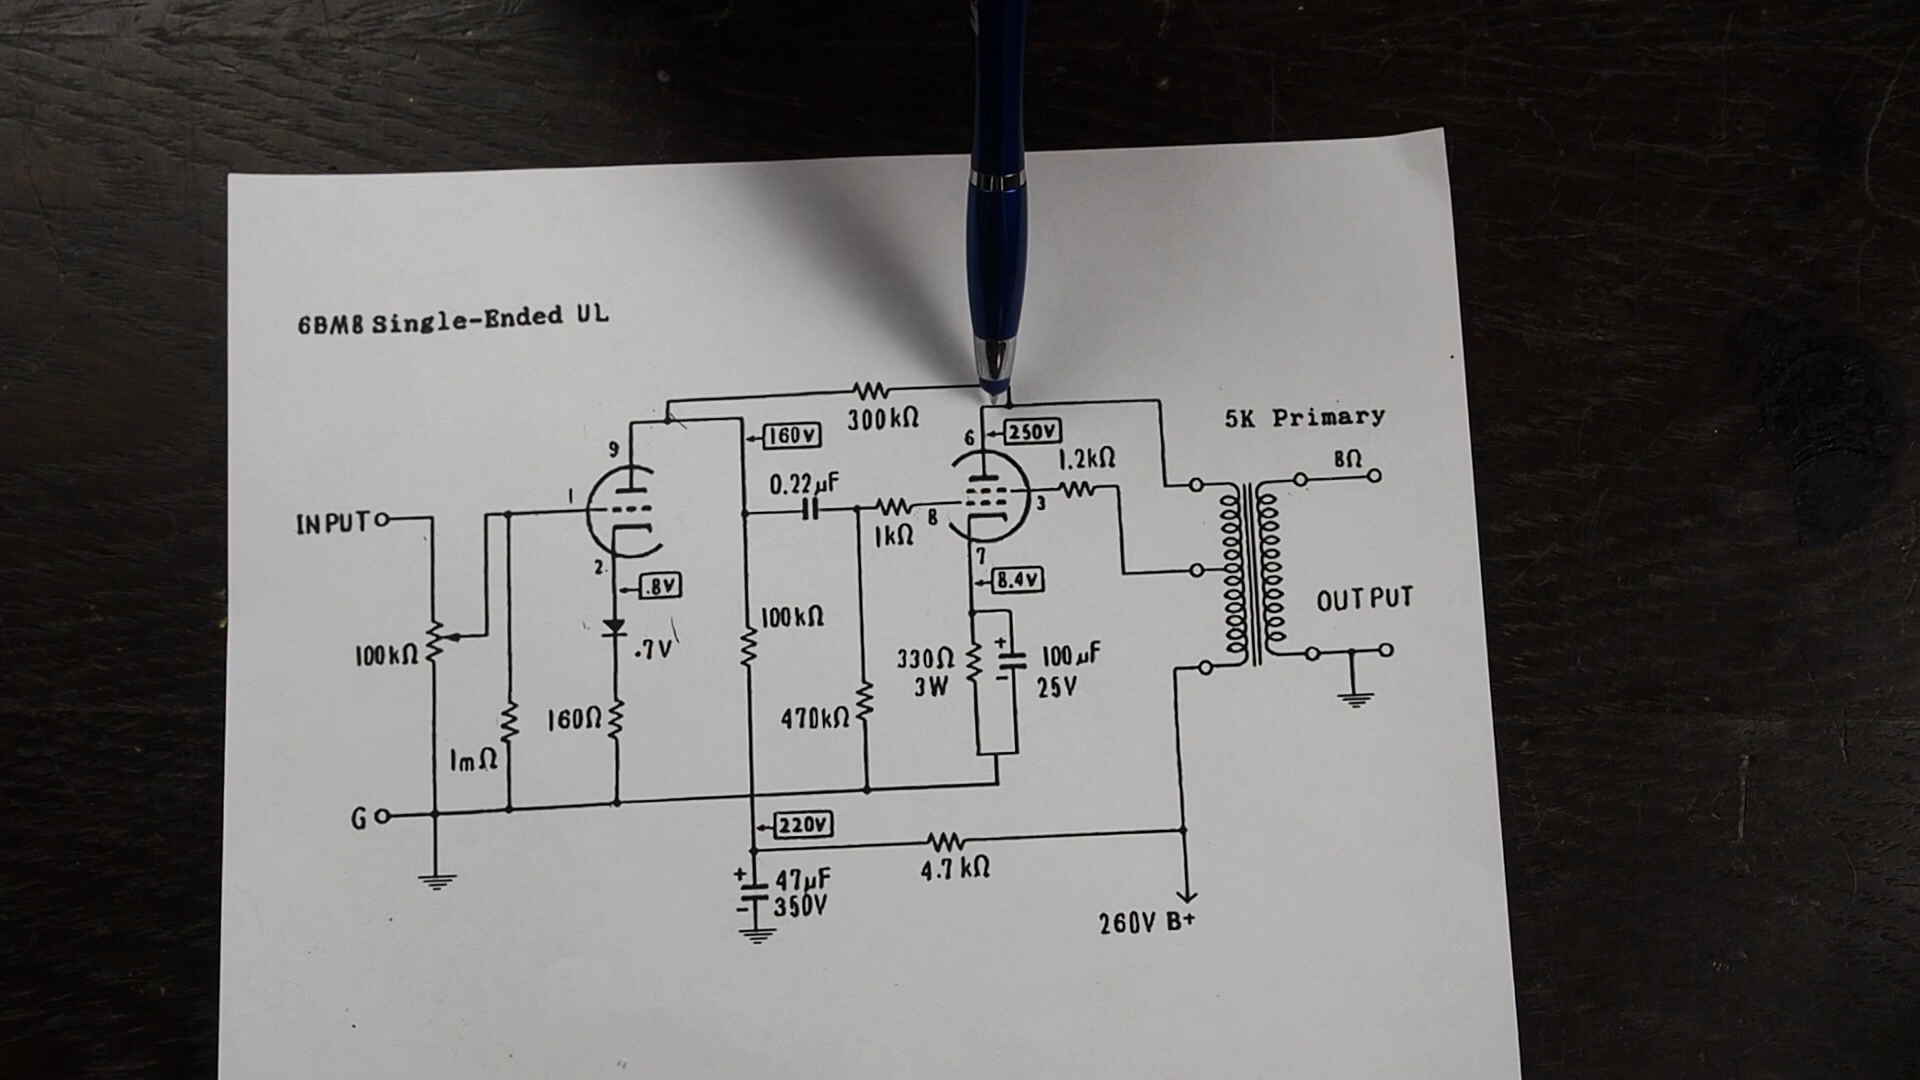 6BM8 Single-Ended UL
300kΩ
5K Primary
9
160V
6
250V
1.2kΩ
8Ω
1
0.22µF
3
INPUT
1kΩ
8
2
7
.8V
8.4V
OUTPUT
100kΩ
.7V
100kΩ
330Ω
3W
100µF
25V
+
-
160Ω
470kΩ
1mΩ
G
220V
4.7kΩ
+
-
47µF
350V
260V B+